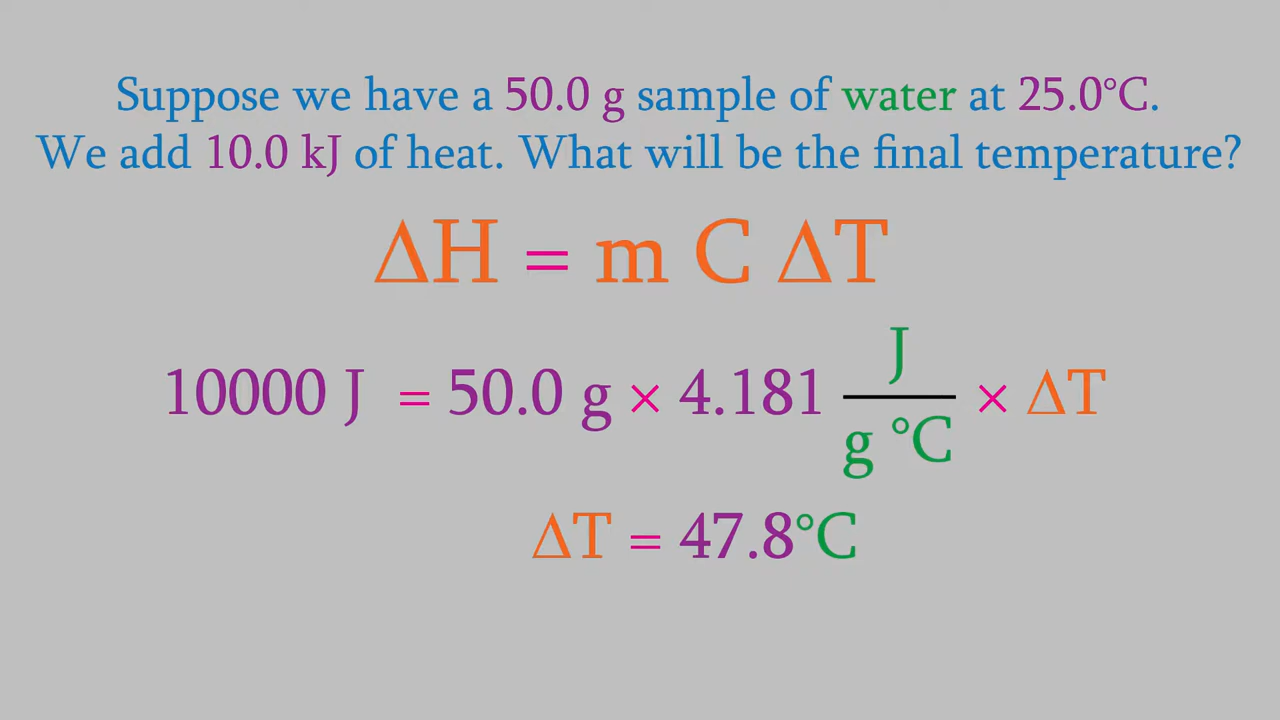 Suppose we have a 50.0 g sample of water at 25.0°C.
We add 10.0 kJ of heat. What will be the final temperature?
ΔH = m C ΔT
10000 J = 50.0 g × 4.181 J / g °C × ΔT
ΔT = 47.8°C